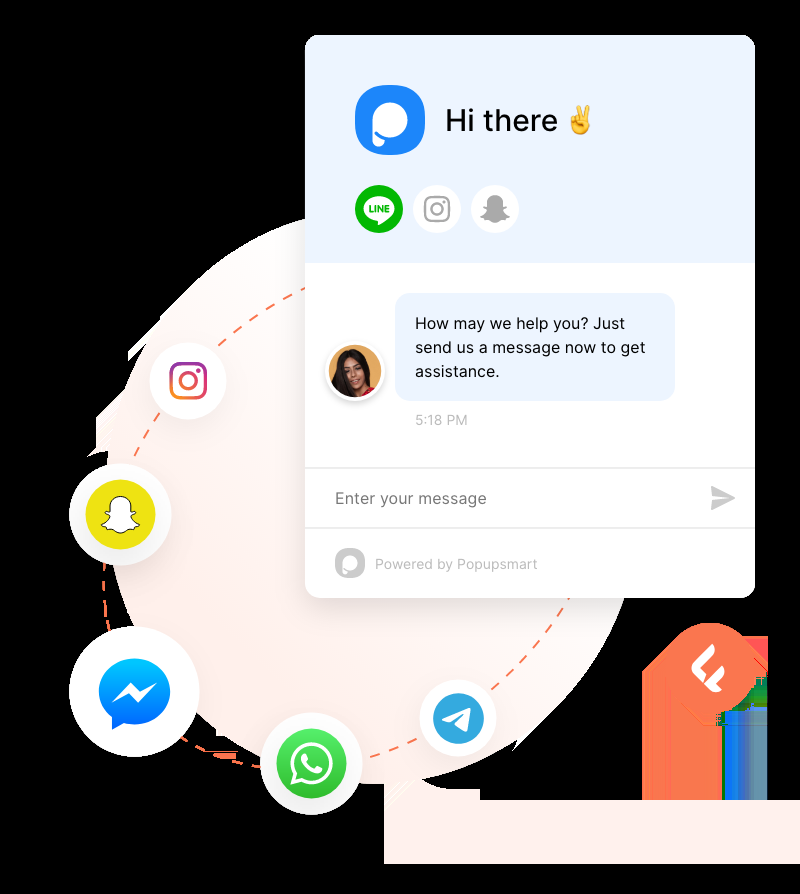 Hi there ✌️
LINE
How may we help you? Just
send us a message now to get
assistance.
5:18 PM
Enter your message
Powered by Popupsmart